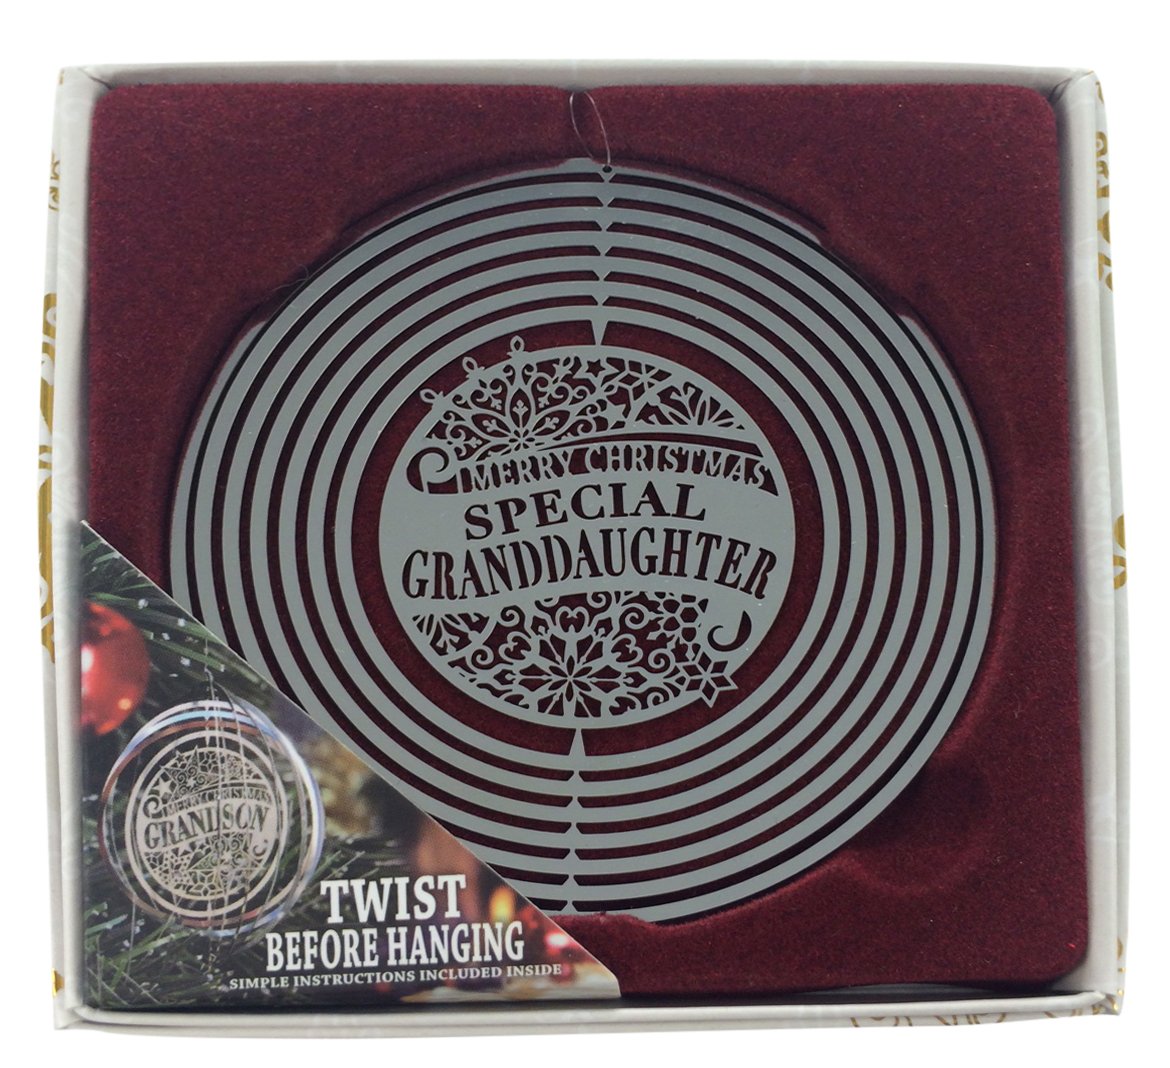 MERRY CHRISTMAS
SPECIAL
GRANDDAUGHTER
MERRY CHRISTMAS
GRANDSON
TWIST
BEFORE HANGING
SIMPLE INSTRUCTIONS INCLUDED INSIDE